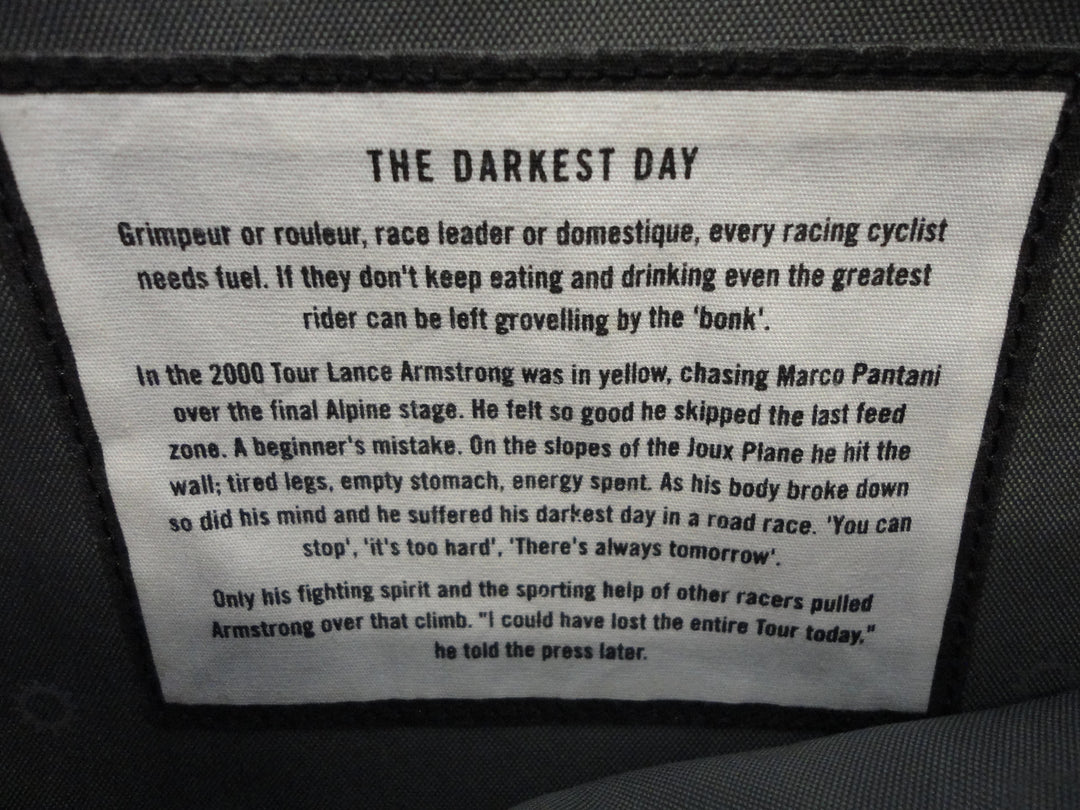 THE DARKEST DAY
Grimpeur or rouleur, race leader or domestique, every racing cyclist
needs fuel. If they don't keep eating and drinking even the greatest
rider can be left grovelling by the 'bonk'.
In the 2000 Tour Lance Armstrong was in yellow, chasing Marco Pantani
over the final Alpine stage. He felt so good he skipped the last feed
zone. A beginner's mistake. On the slopes of the Joux Plane he hit the
wall; tired legs, empty stomach, energy spent. As his body broke down
so did his mind and he suffered his darkest day in a road race. 'You can
stop', 'it's too hard', 'There's always tomorrow'.
Only his fighting spirit and the sporting help of other racers pulled
Armstrong over that climb. "I could have lost the entire Tour today,"
he told the press later.